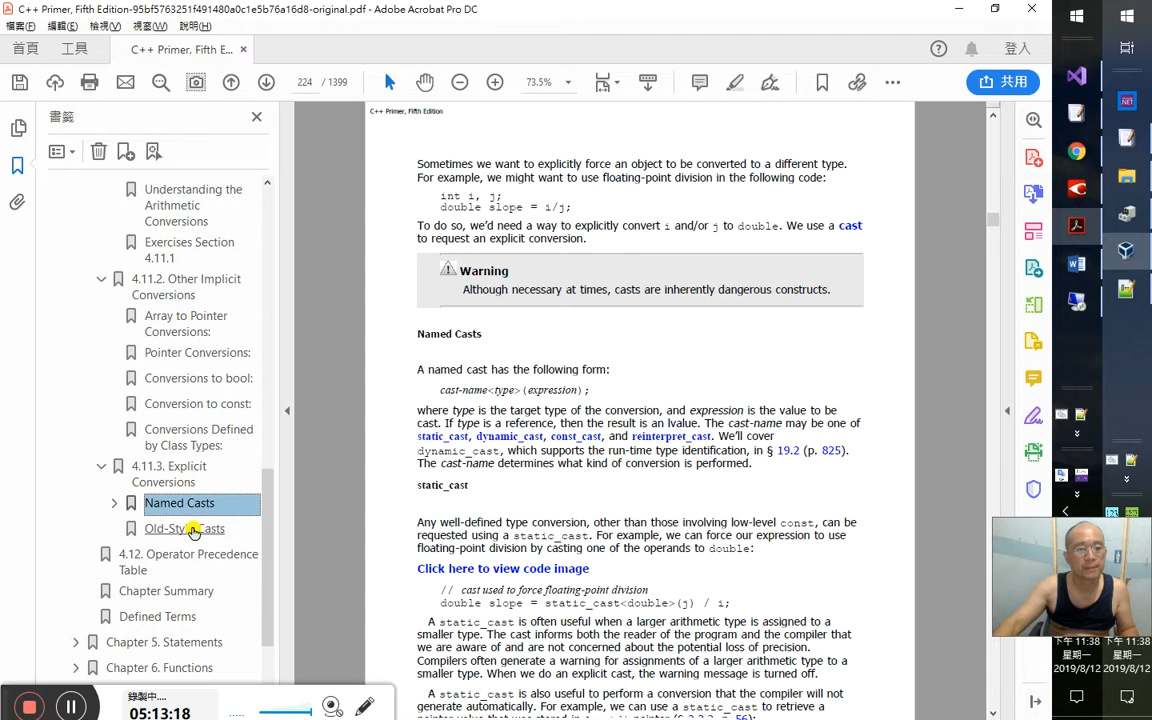 C++ Primer, Fifth Edition-95bf5763251f41480a0c1e5b76a16d8-original.pdf - Adobe Acrobat Pro DC
檔案(F) 編輯(E) 檢視(V) 視窗(W) 說明(H)
首頁 工具 C++ Primer, Fifth E... × 登入
224 / 1399 73.5% 共用
書籤
Understanding the
Arithmetic
Conversions
Exercises Section
4.11.1
4.11.2. Other Implicit
Conversions
Array to Pointer
Conversions:
Pointer Conversions:
Conversions to bool:
Conversion to const:
Conversions Defined
by Class Types:
4.11.3. Explicit
Conversions
Named Casts
Old-Style Casts
4.12. Operator Precedence
Table
Chapter Summary
Defined Terms
Chapter 5. Statements
Chapter 6. Functions
C++ Primer, Fifth Edition
Sometimes we want to explicitly force an object to be converted to a different type.
For example, we might want to use floating-point division in the following code:
int i, j;
double slope = i/j;
To do so, we'd need a way to explicitly convert i and/or j to double. We use a cast
to request an explicit conversion.
Warning
Although necessary at times, casts are inherently dangerous constructs.
Named Casts
A named cast has the following form:
cast-name<type>(expression);
where type is the target type of the conversion, and expression is the value to be
cast. If type is a reference, then the result is an lvalue. The cast-name may be one of
static_cast, dynamic_cast, const_cast, and reinterpret_cast. We'll cover
dynamic_cast, which supports the run-time type identification, in § 19.2 (p. 825).
The cast-name determines what kind of conversion is performed.
static_cast
Any well-defined type conversion, other than those involving low-level const, can be
requested using a static_cast. For example, we can force our expression to use
floating-point division by casting one of the operands to double:
Click here to view code image
// cast used to force floating-point division
double slope = static_cast<double>(j) / i;
A static_cast is often useful when a larger arithmetic type is assigned to a
smaller type. The cast informs both the reader of the program and the compiler that
we are aware of and are not concerned about the potential loss of precision.
Compilers often generate a warning for assignments of a larger arithmetic type to a
smaller type. When we do an explicit cast, the warning message is turned off.
A static_cast is also useful to perform a conversion that the compiler will not
generate automatically. For example, we can use a static_cast to retrieve a
錄製中....
05:13:18
下午 11:38 下午 11:38
星期一 星期一
2019/8/12 2019/8/12